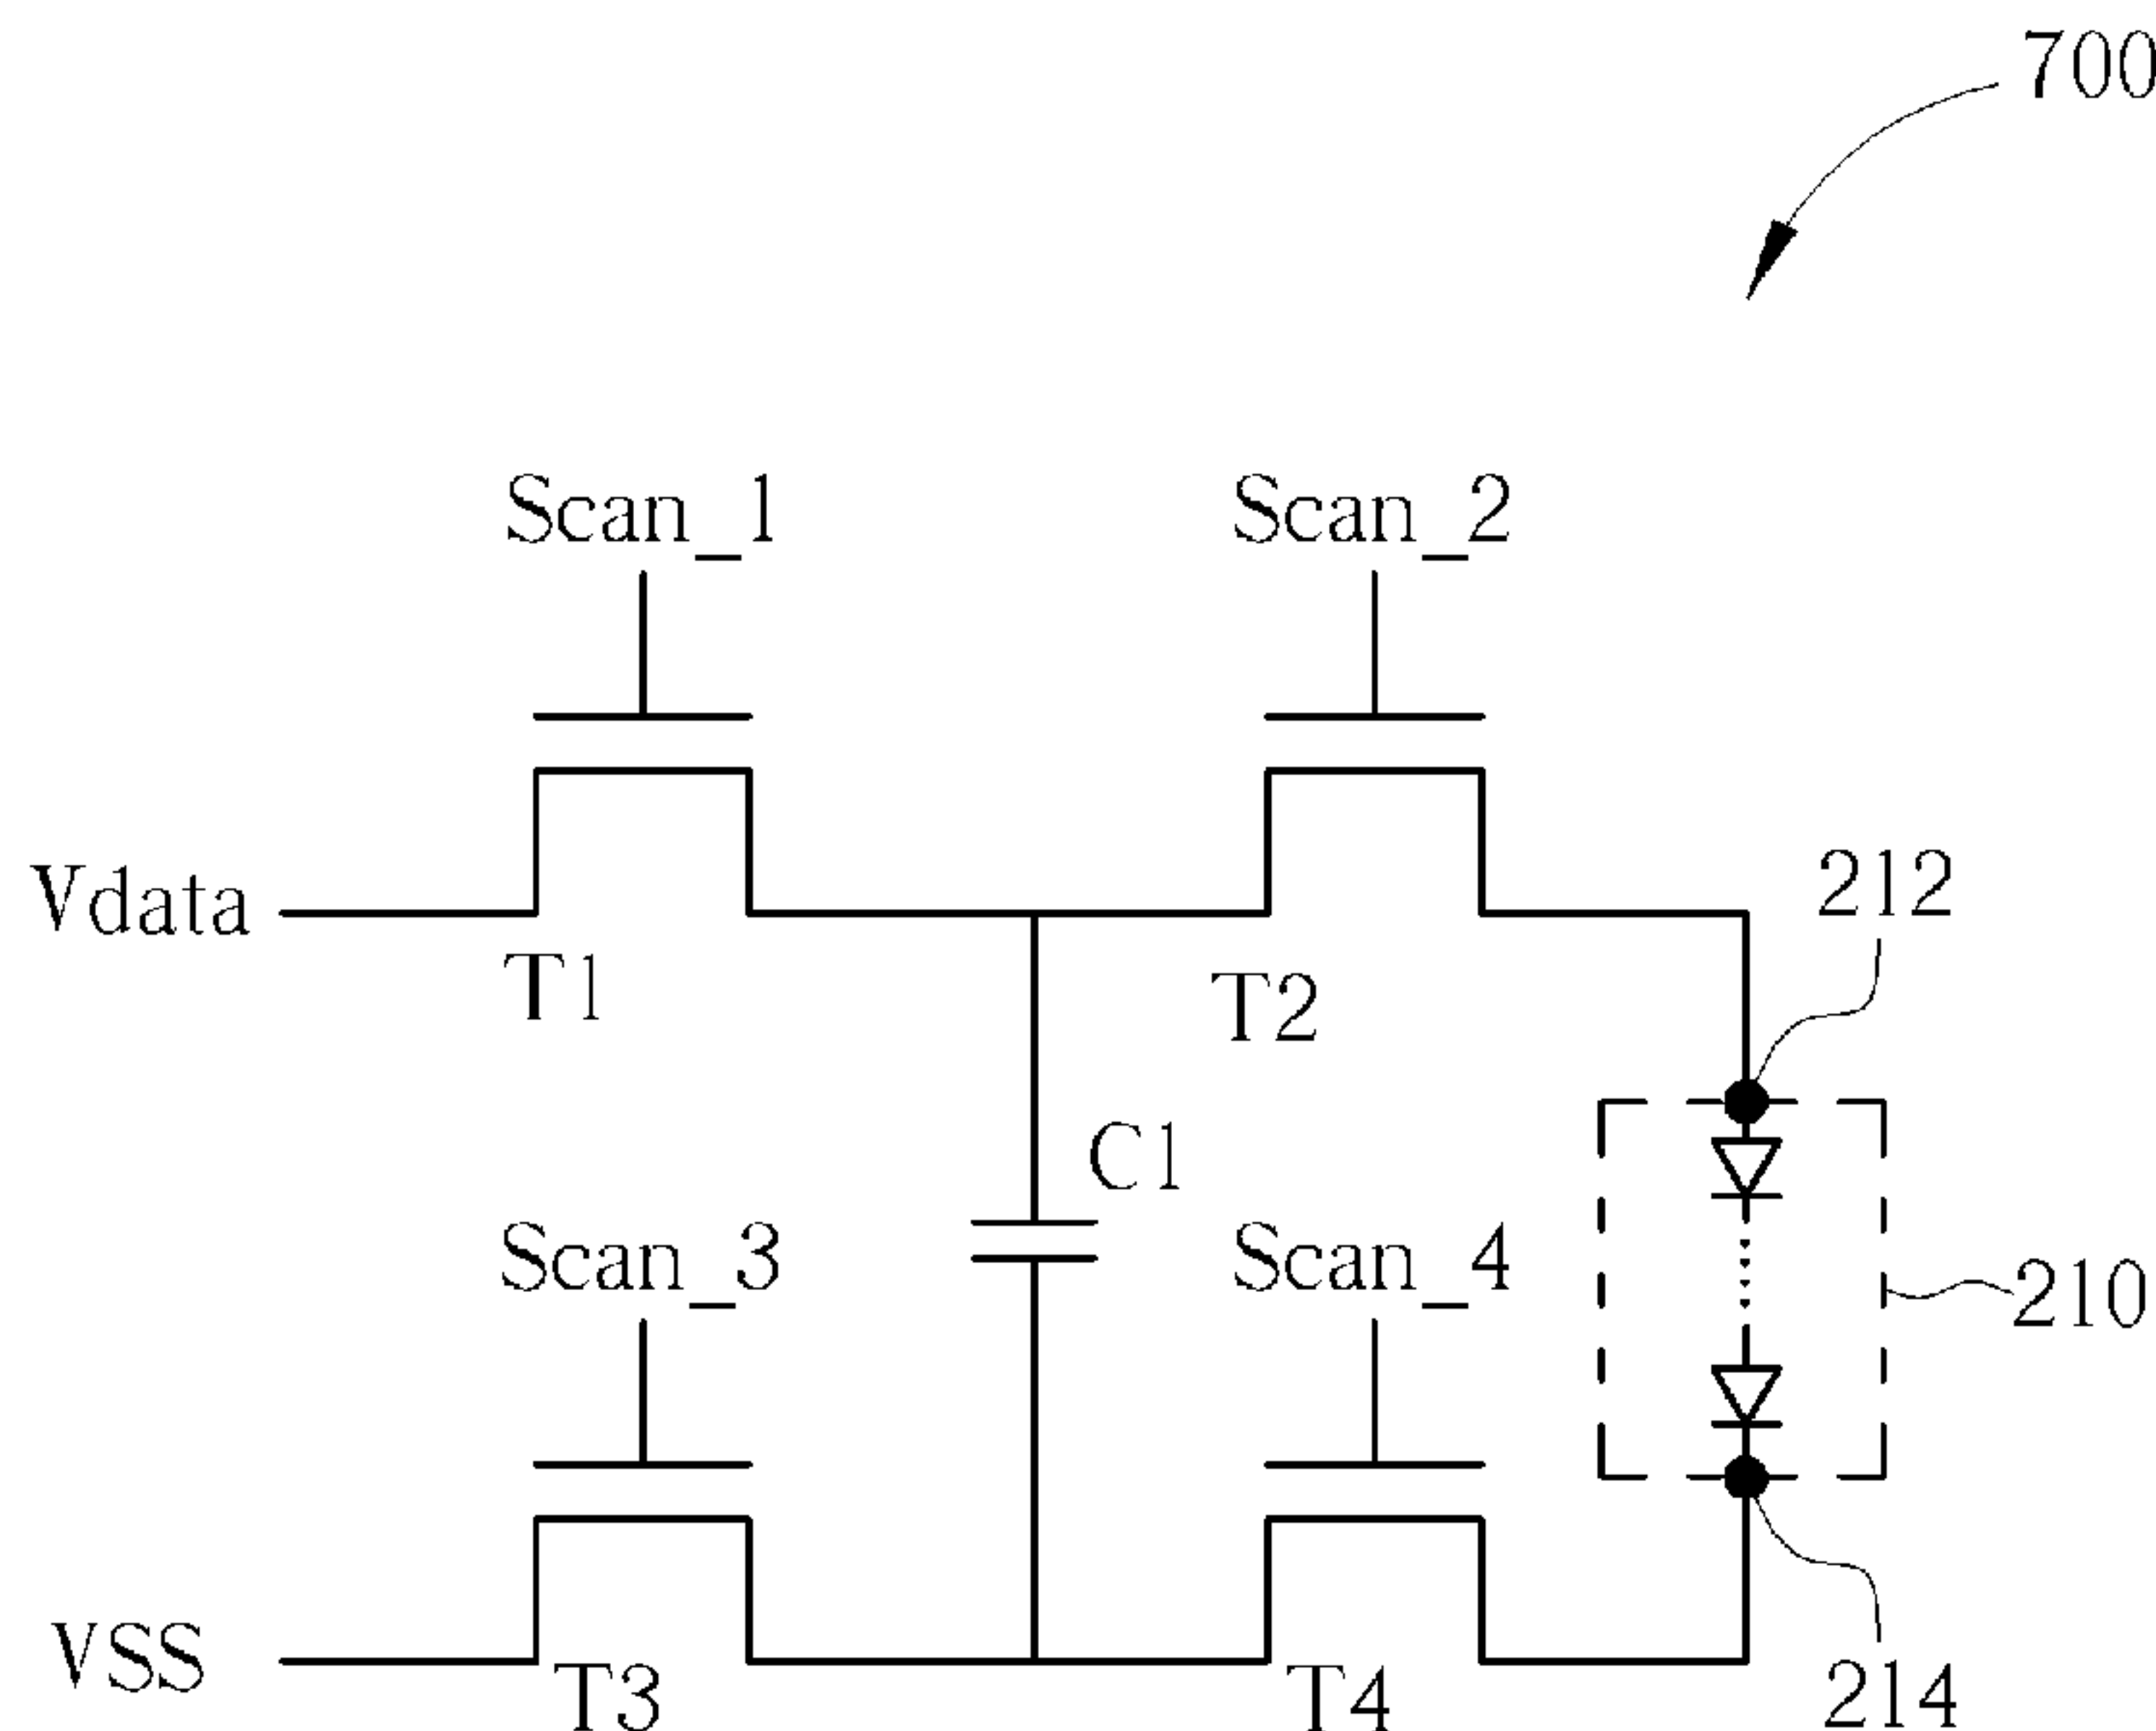 700
Scan_1
Scan_2
Vdata
212
T1
T2
C1
Scan_3
Scan_4
210
VSS
T3
T4
214